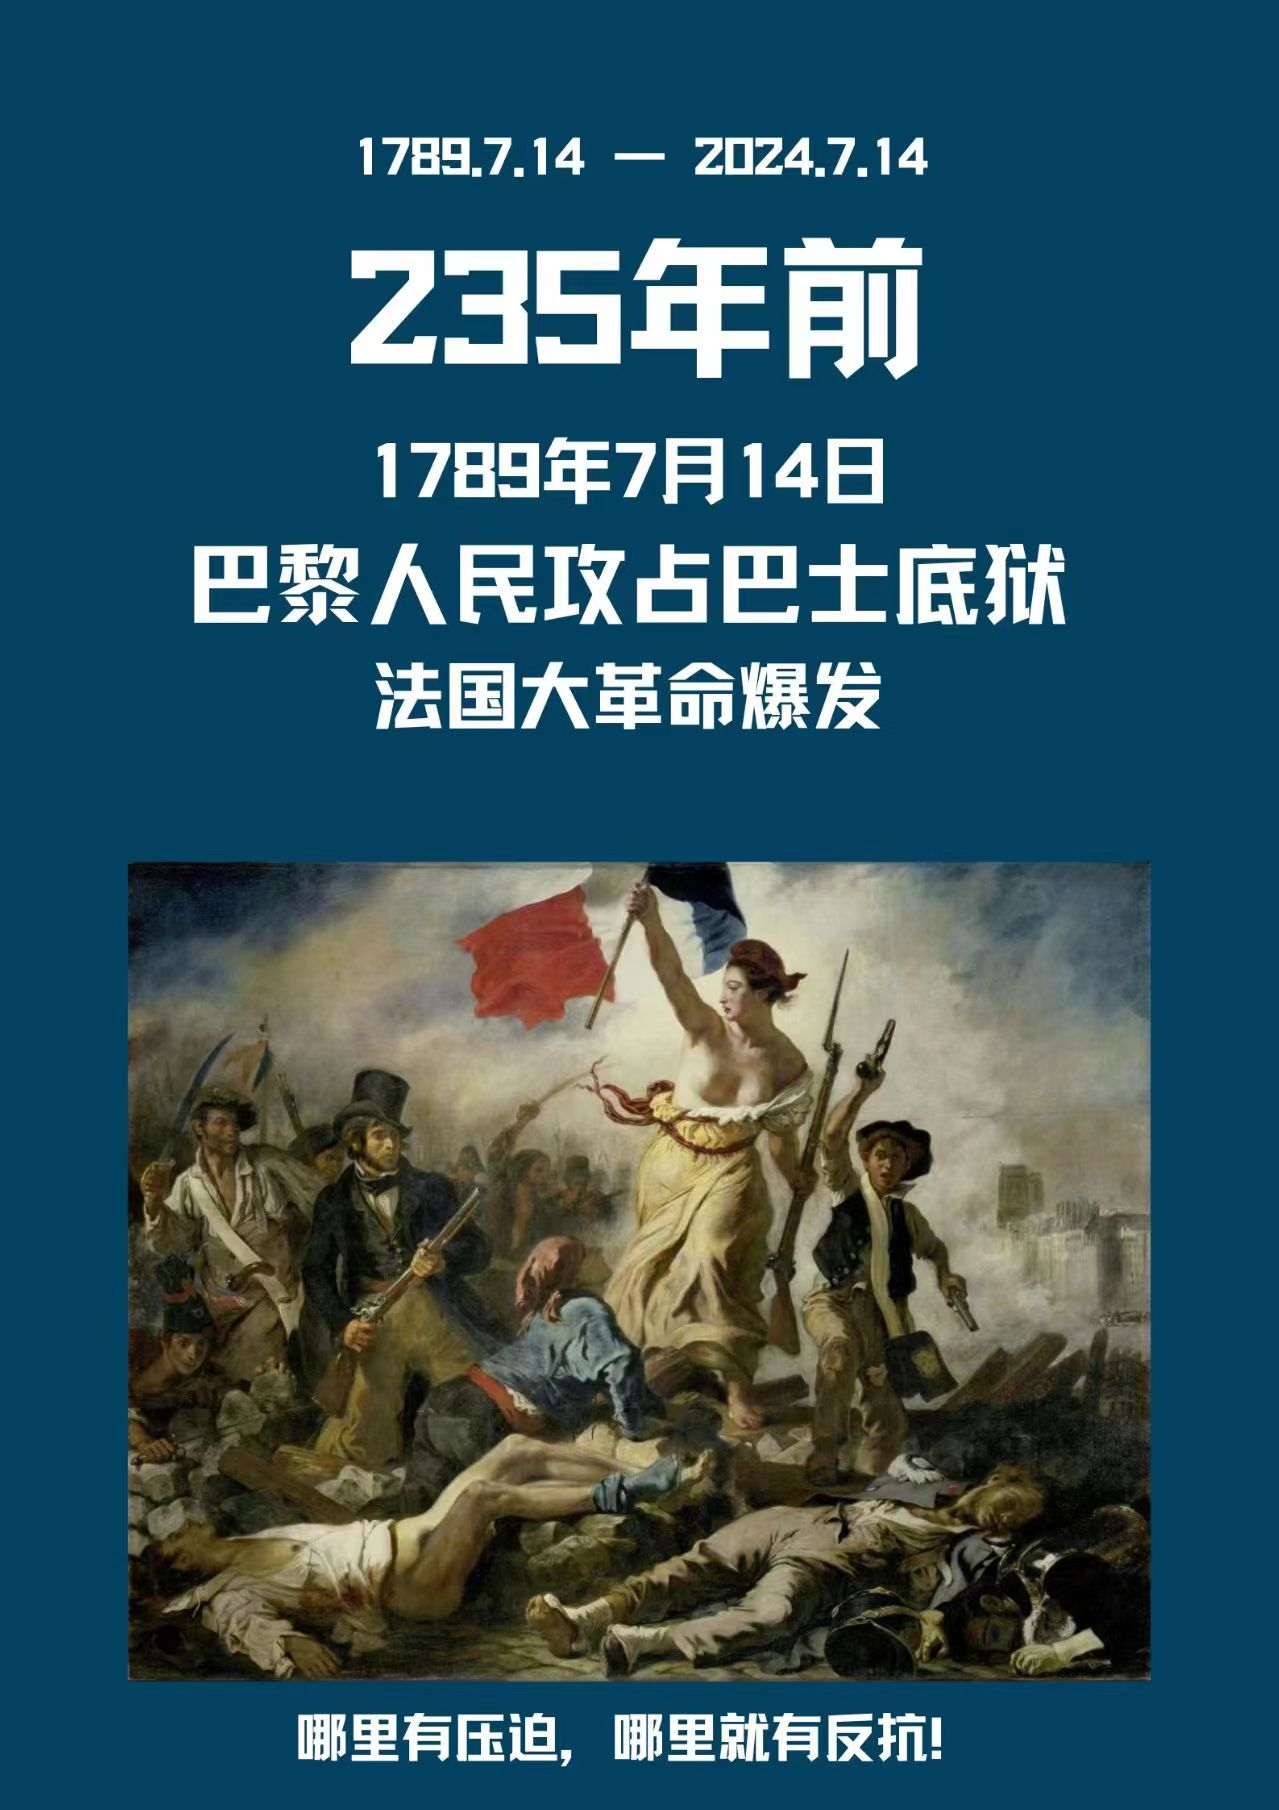 1789.7.14 — 2024.7.14
235年前
1789年7月14日
巴黎人民攻占巴士底狱
法国大革命爆发
哪里有压迫，哪里就有反抗!